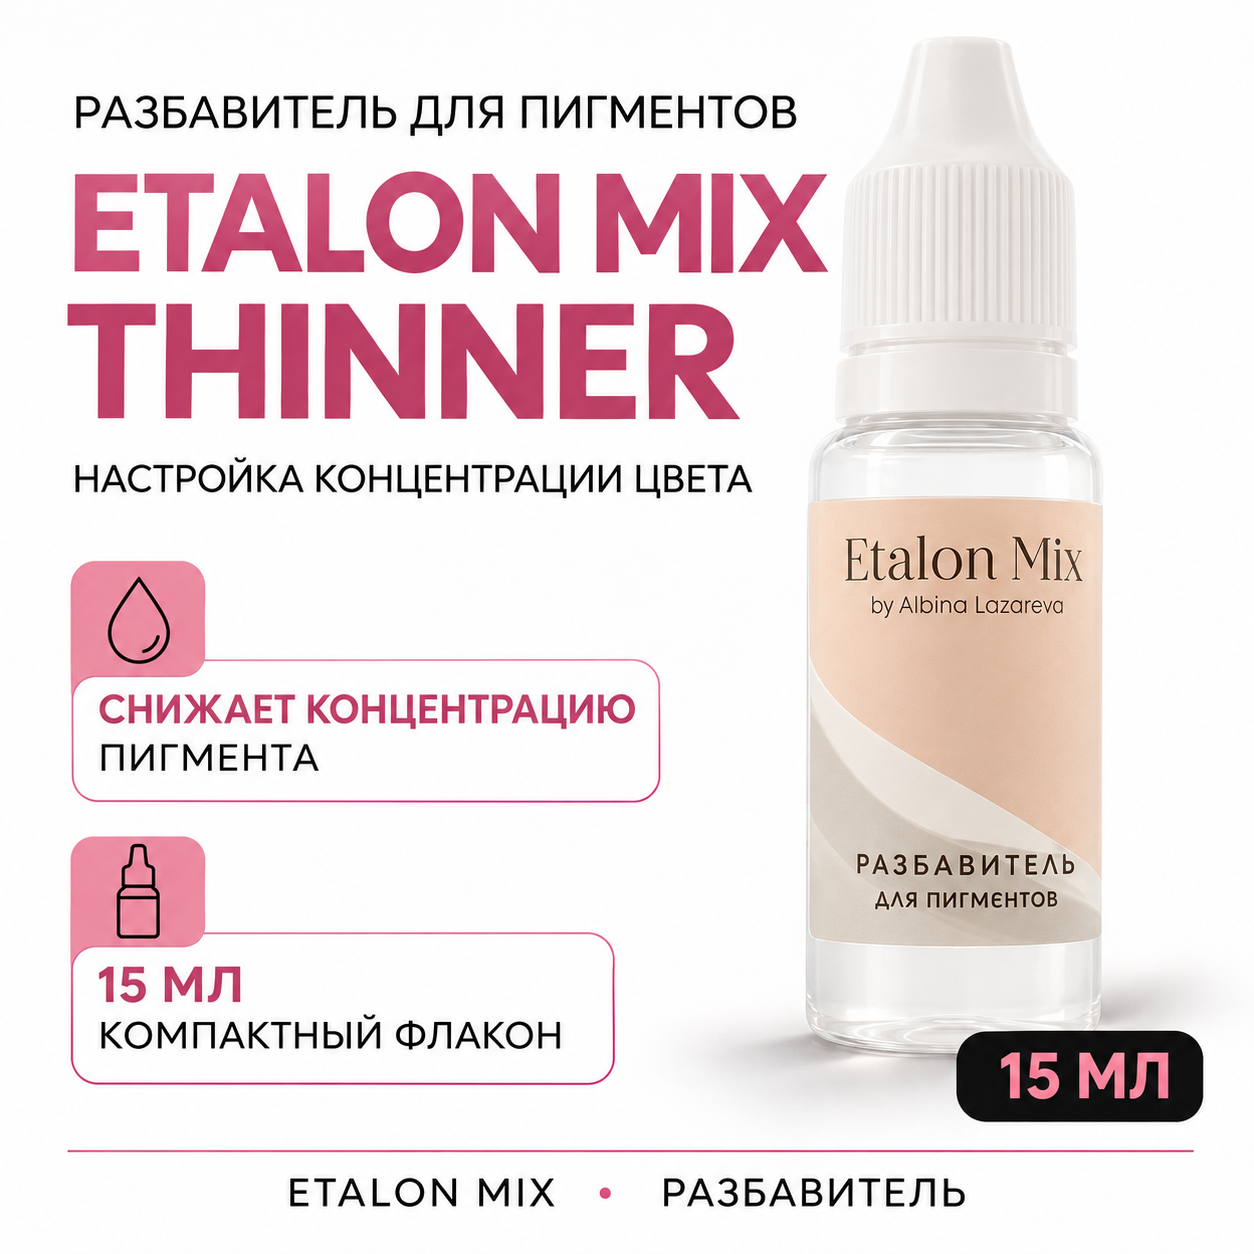 РАЗБАВИТЕЛЬ ДЛЯ ПИГМЕНТОВ
ETALON MIX
THINNER
НАСТРОЙКА КОНЦЕНТРАЦИИ ЦВЕТА
СНИЖАЕТ КОНЦЕНТРАЦИЮ
ПИГМЕНТА
15 МЛ
КОМПАКТНЫЙ ФЛАКОН
Etalon Mix
by Albina Lazareva
РАЗБАВИТЕЛЬ
ДЛЯ ПИГМЕНТОВ
15 МЛ
ETALON MIX • РАЗБАВИТЕЛЬ